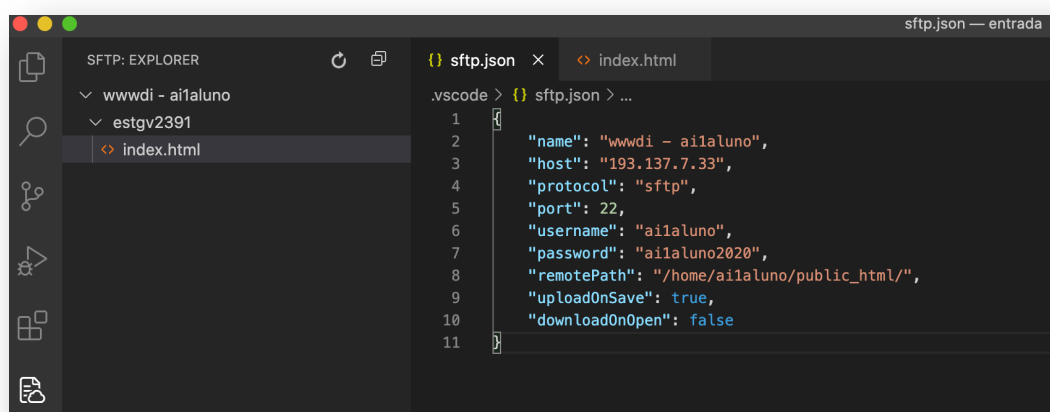 sftp.json — entrada
SFTP: EXPLORER
wwwdi - ai1aluno
estgv2391
<> index.html
{} sftp.json ×
<> index.html
.vscode > {} sftp.json > ...
1 {
2 "name": "wwwdi - ai1aluno",
3 "host": "193.137.7.33",
4 "protocol": "sftp",
5 "port": 22,
6 "username": "ai1aluno",
7 "password": "ai1aluno2020",
8 "remotePath": "/home/ai1aluno/public_html/",
9 "uploadOnSave": true,
10 "downloadOnOpen": false
11 }